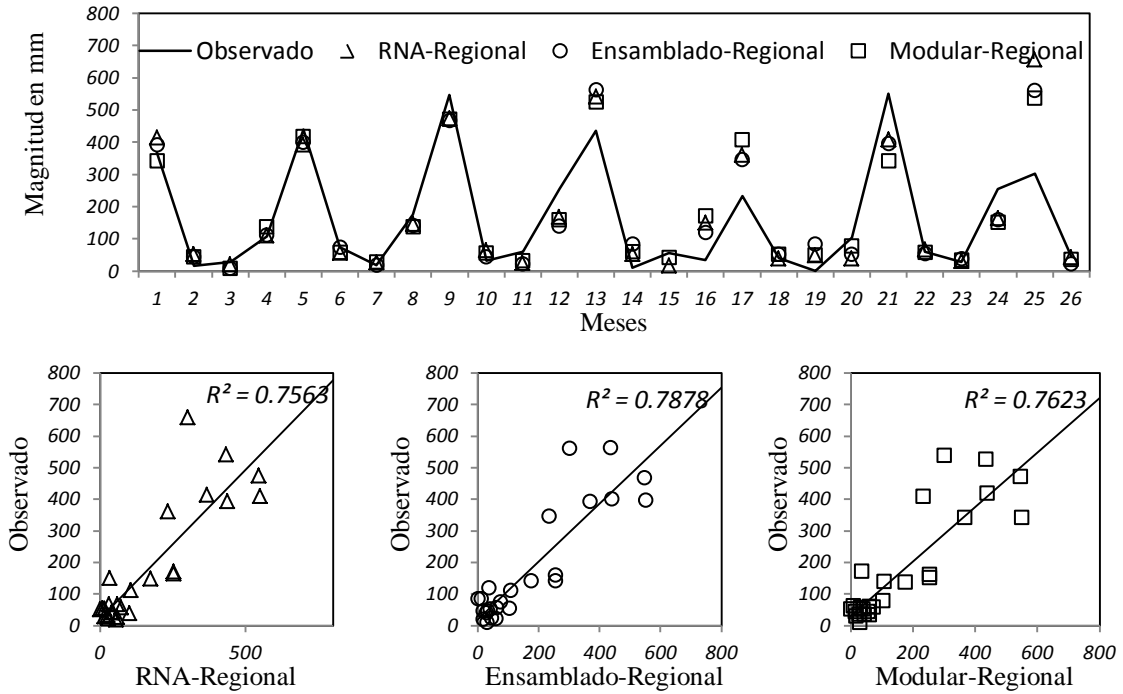 800
700
600
500
400
300
200
100
0
Magnitud en mm
Observado RNA-Regional Ensamblado-Regional Modular-Regional
1 2 3 4 5 6 7 8 9 10 11 12 13 14 15 16 17 18 19 20 21 22 23 24 25 26
Meses
800
700
600
500
400
300
200
100
0
Observado
R² = 0.7563
0 500
RNA-Regional
800
700
600
500
400
300
200
100
0
Observado
R² = 0.7878
0 200 400 600 800
Ensamblado-Regional
800
700
600
500
400
300
200
100
0
Observado
R² = 0.7623
0 200 400 600 800
Modular-Regional